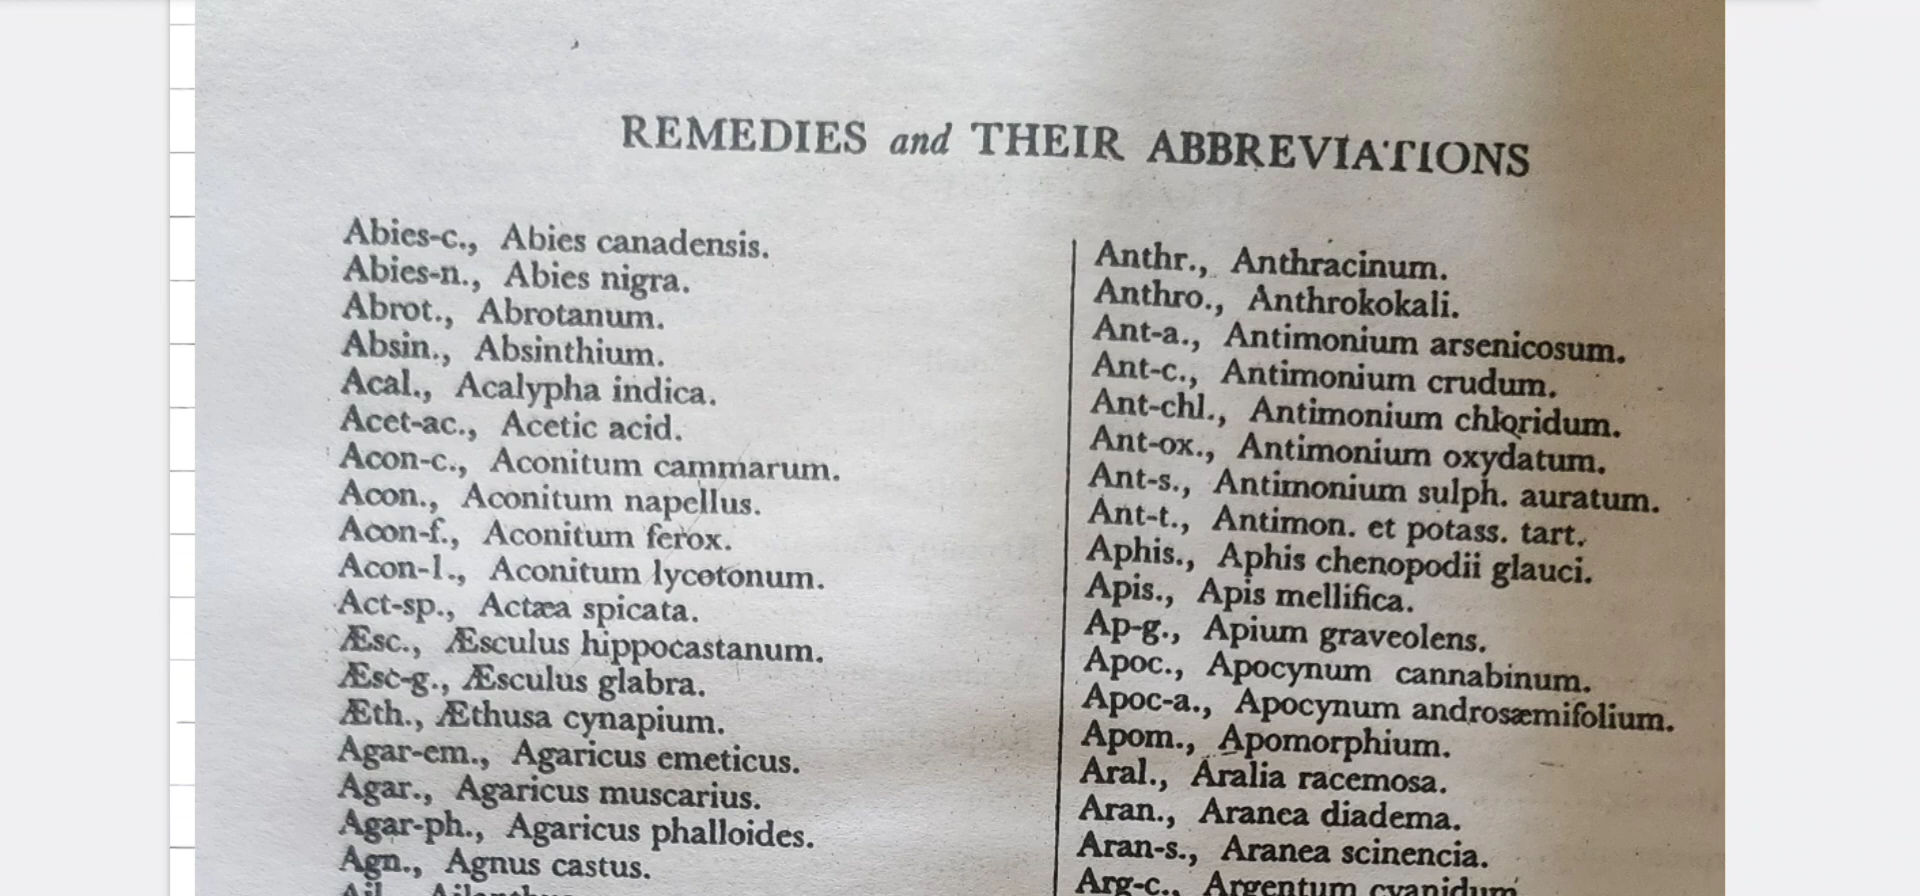 REMEDIES and THEIR ABBREVIATIONS
Abies-c., Abies canadensis.
Abies-n., Abies nigra.
Abrot., Abrotanum.
Absin., Absinthium.
Acal., Acalypha indica.
Acet-ac., Acetic acid.
Acon-c., Aconitum cammarum.
Acon., Aconitum napellus.
Acon-f., Aconitum ferox.
Acon-l., Aconitum lycotonum.
Act-sp., Actæa spicata.
Æsc., Æsculus hippocastanum.
Æsc-g., Æsculus glabra.
Æth., Æthusa cynapium.
Agar-em., Agaricus emeticus.
Agar., Agaricus muscarius.
Agar-ph., Agaricus phalloides.
Agn., Agnus castus.
Anthr., Anthracinum.
Anthro., Anthrokokali.
Ant-a., Antimonium arsenicosum.
Ant-c., Antimonium crudum.
Ant-chl., Antimonium chloridum.
Ant-ox., Antimonium oxydatum.
Ant-s., Antimonium sulph. auratum.
Ant-t., Antimon. et potass. tart.
Aphis., Aphis chenopodii glauci.
Apis., Apis mellifica.
Ap-g., Apium graveolens.
Apoc., Apocynum cannabinum.
Apoc-a., Apocynum androsæmifolium.
Apom., Apomorphium.
Aral., Aralia racemosa.
Aran., Aranea diadema.
Aran-s., Aranea scinencia.
Arg-c., Argentum cyanidum